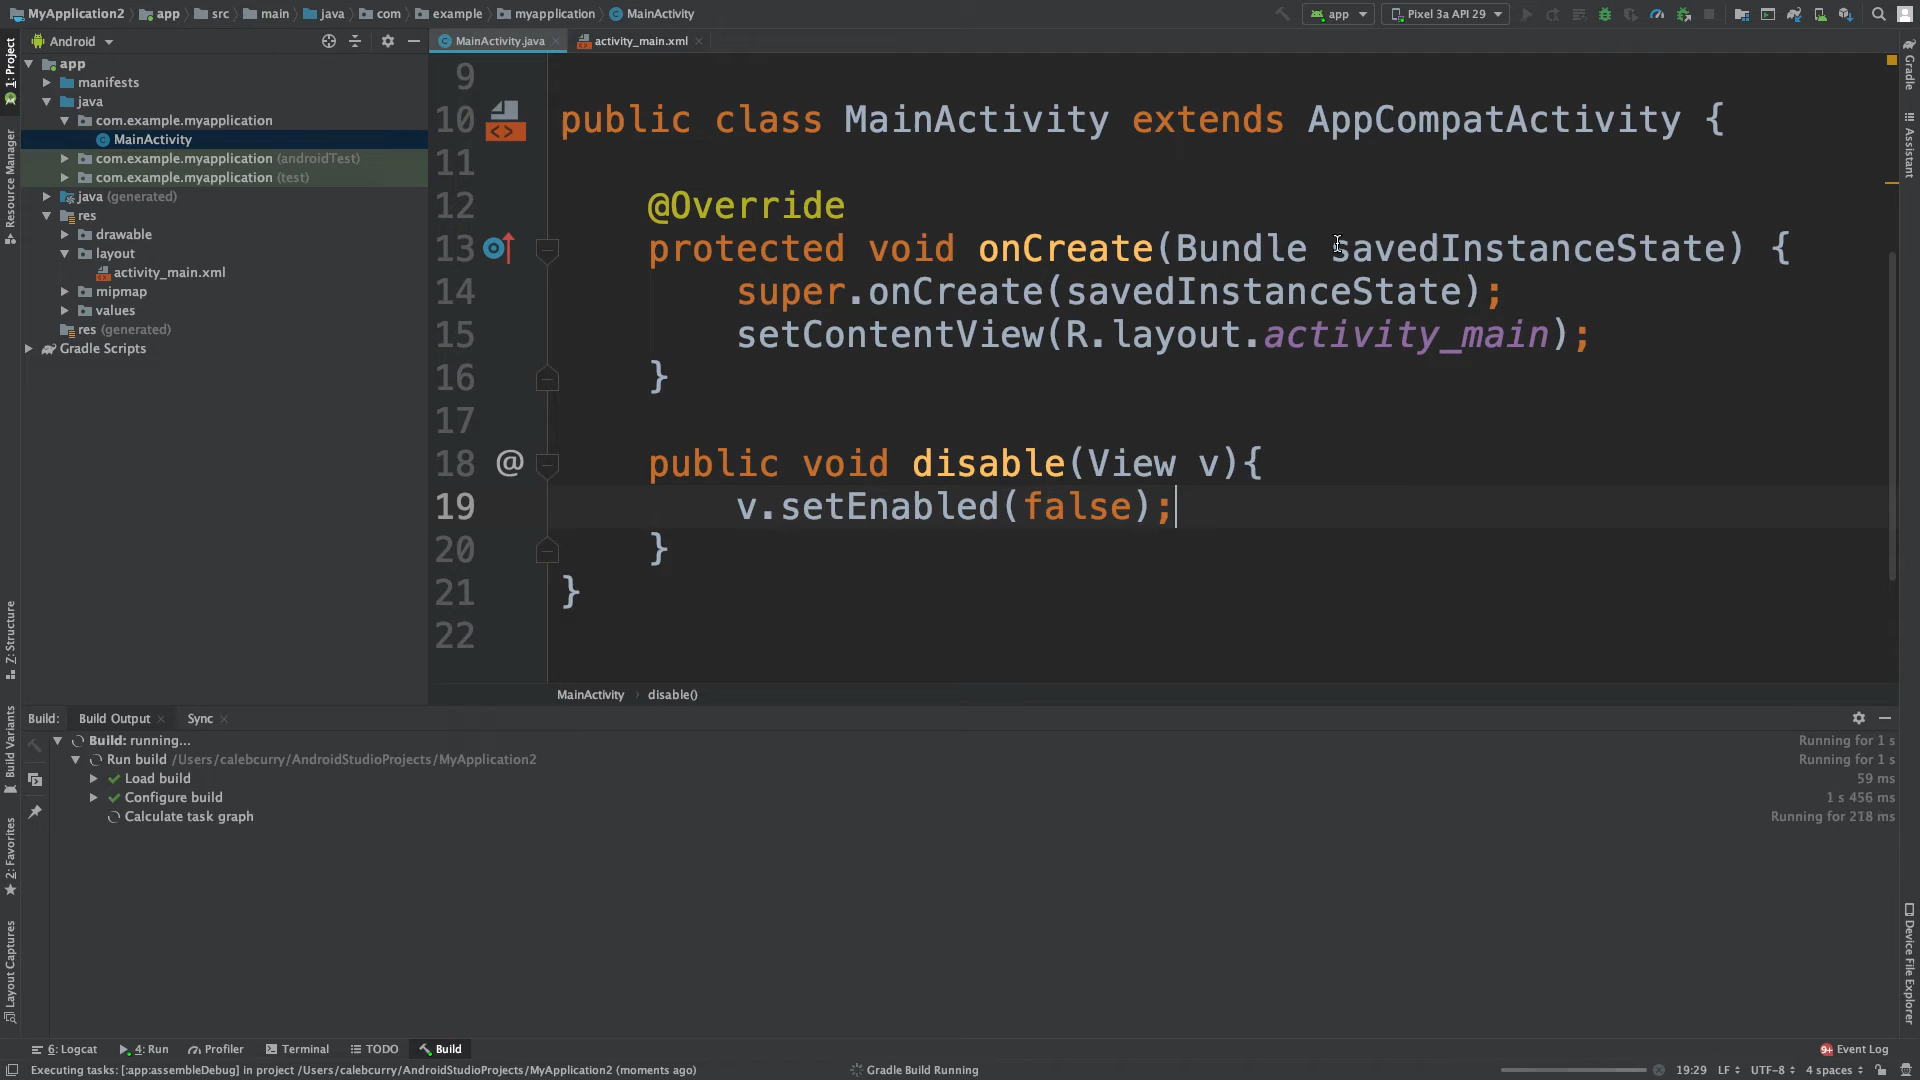 MyApplication2 app src main java com example myapplication MainActivity
app Pixel 3a API 29
Android
MainActivity.java activity_main.xml
1: Project
Resource Manager
Z: Structure
Build Variants
2: Favorites
Layout Captures
app
manifests
java
com.example.myapplication
MainActivity
com.example.myapplication (androidTest)
com.example.myapplication (test)
java (generated)
res
drawable
layout
activity_main.xml
mipmap
values
res (generated)
Gradle Scripts
9
10 public class MainActivity extends AppCompatActivity {
11
12 @Override
13 protected void onCreate(Bundle savedInstanceState) {
14 super.onCreate(savedInstanceState);
15 setContentView(R.layout.activity_main);
16 }
17
18 @ public void disable(View v){
19 v.setEnabled(false);
20 }
21 }
22
MainActivity disable()
Gradle
Assistant
Device File Explorer
Build: Build Output Sync
Build: running... Running for 1 s
Run build /Users/calebcurry/AndroidStudioProjects/MyApplication2 Running for 1 s
Load build 59 ms
Configure build 1 s 456 ms
Calculate task graph Running for 218 ms
6: Logcat 4: Run Profiler Terminal TODO Build 9+ Event Log
Executing tasks: [:app:assembleDebug] in project /Users/calebcurry/AndroidStudioProjects/MyApplication2 (moments ago) Gradle Build Running 19:29 LF UTF-8 4 spaces